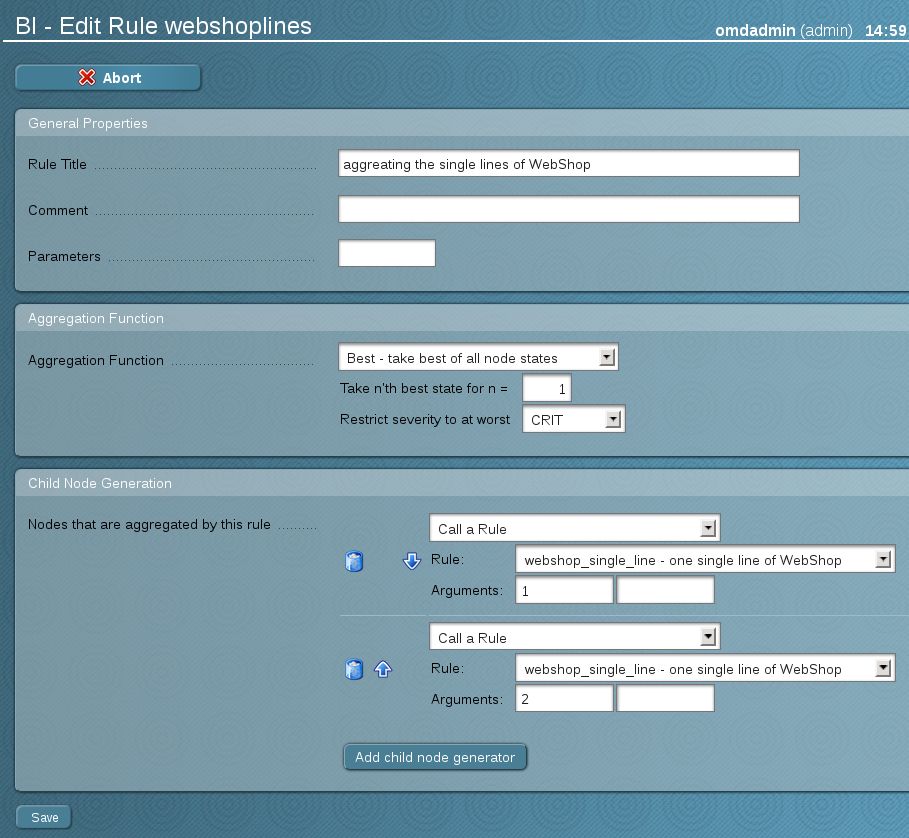 BI - Edit Rule webshoplines
omdadmin (admin) 14:59
Abort
General Properties
Rule Title aggreating the single lines of WebShop
Comment
Parameters
Aggregation Function
Aggregation Function Best - take best of all node states
Take n'th best state for n = 1
Restrict severity to at worst CRIT
Child Node Generation
Nodes that are aggregated by this rule
Call a Rule
Rule: webshop_single_line - one single line of WebShop
Arguments: 1
Call a Rule
Rule: webshop_single_line - one single line of WebShop
Arguments: 2
Add child node generator
Save